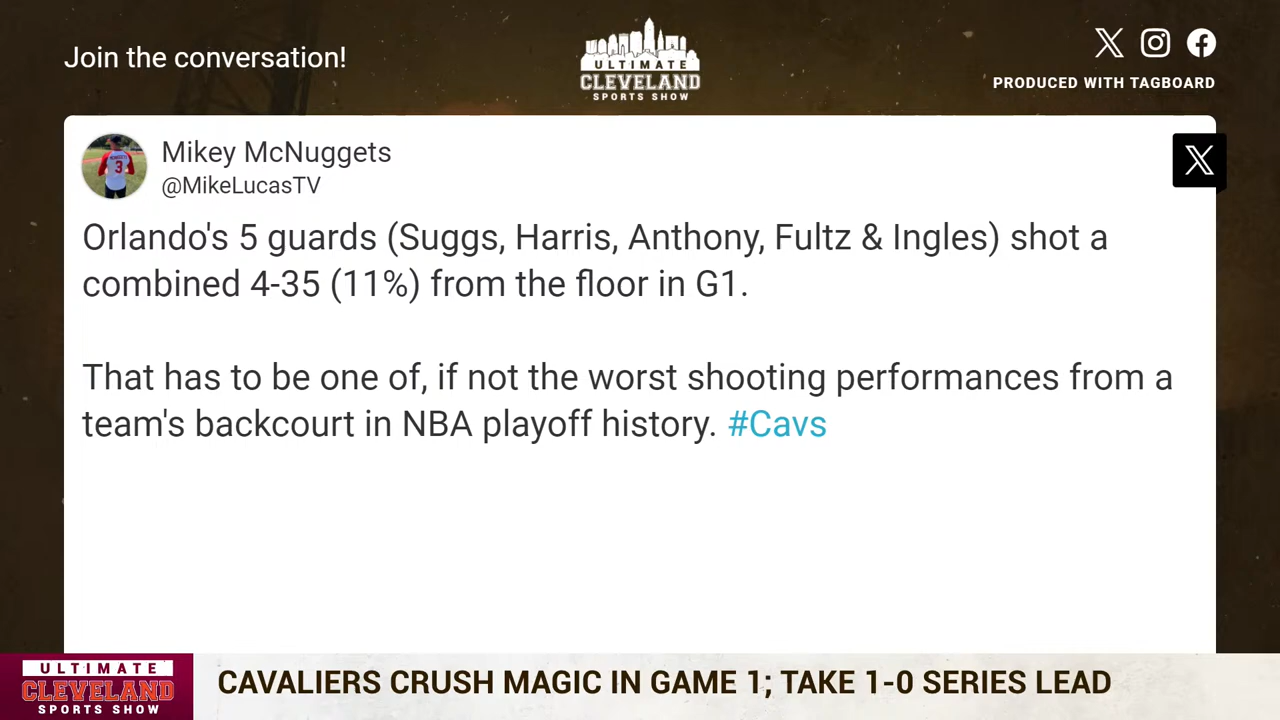 Join the conversation!
ULTIMATE
CLEVELAND
SPORTS SHOW
PRODUCED WITH TAGBOARD
Mikey McNuggets
@MikeLucasTV
Orlando's 5 guards (Suggs, Harris, Anthony, Fultz & Ingles) shot a
combined 4-35 (11%) from the floor in G1.
That has to be one of, if not the worst shooting performances from a
team's backcourt in NBA playoff history. #Cavs
ULTIMATE
CLEVELAND
SPORTS SHOW
CAVALIERS CRUSH MAGIC IN GAME 1; TAKE 1-0 SERIES LEAD